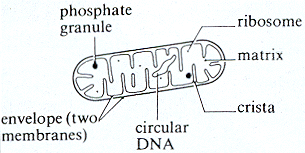 phosphate
granule
ribosome
matrix
crista
envelope (two
membranes)
circular
DNA